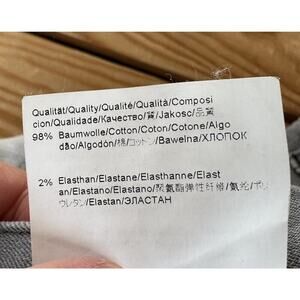 Qualität/Quality/Qualité/Qualità/Composi
cion/Qualidade/Качество/質/Jakosc/品質
98% Baumwolle/Cotton/Coton/Cotone/Algo
dão/Algodón/棉/コットン/Bawełna/ХЛОПОК
2% Elasthan/Elastane/Elasthanne/Elast
an/Elastano/Elastano/聚氨酯弹性纤维/氨纶/ポリ
ウレタン/Elastan/ЭЛАСТАН